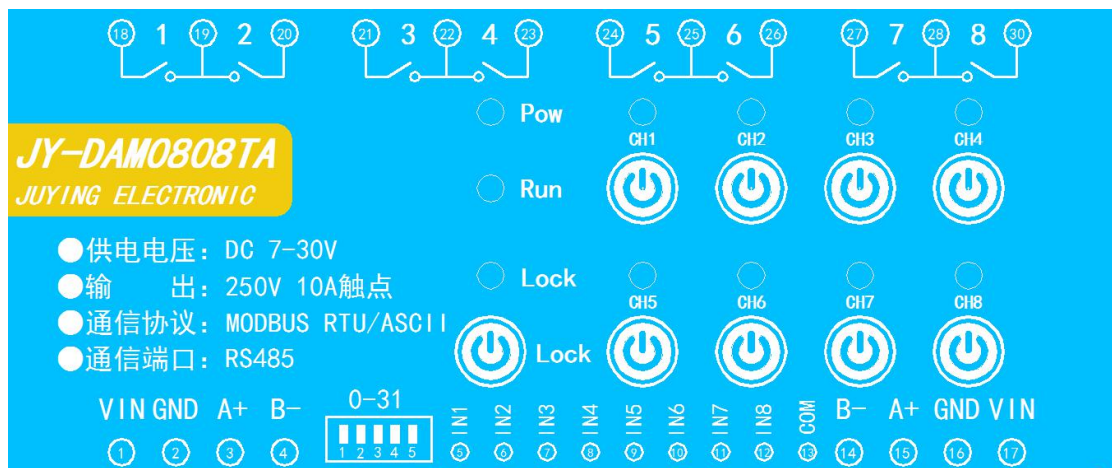 18 1 19 2 20 21 3 22 4 23 24 5 25 6 26 27 7 28 8 30
Pow
CH1 CH2 CH3 CH4
JY-DAM0808TA
JUYING ELECTRONIC
Run
●供电电压：DC 7-30V
●输 出：250V 10A触点
●通信协议：MODBUS RTU/ASCII
●通信端口：RS485
Lock
CH5 CH6 CH7 CH8
Lock
VIN GND A+ B- 0-31 IN1 IN2 IN3 IN4 IN5 IN6 IN7 IN8 COM B- A+ GND VIN
1 2 3 4 5
1 2 3 4 5 6 7 8 9 10 11 12 13 14 15 16 17